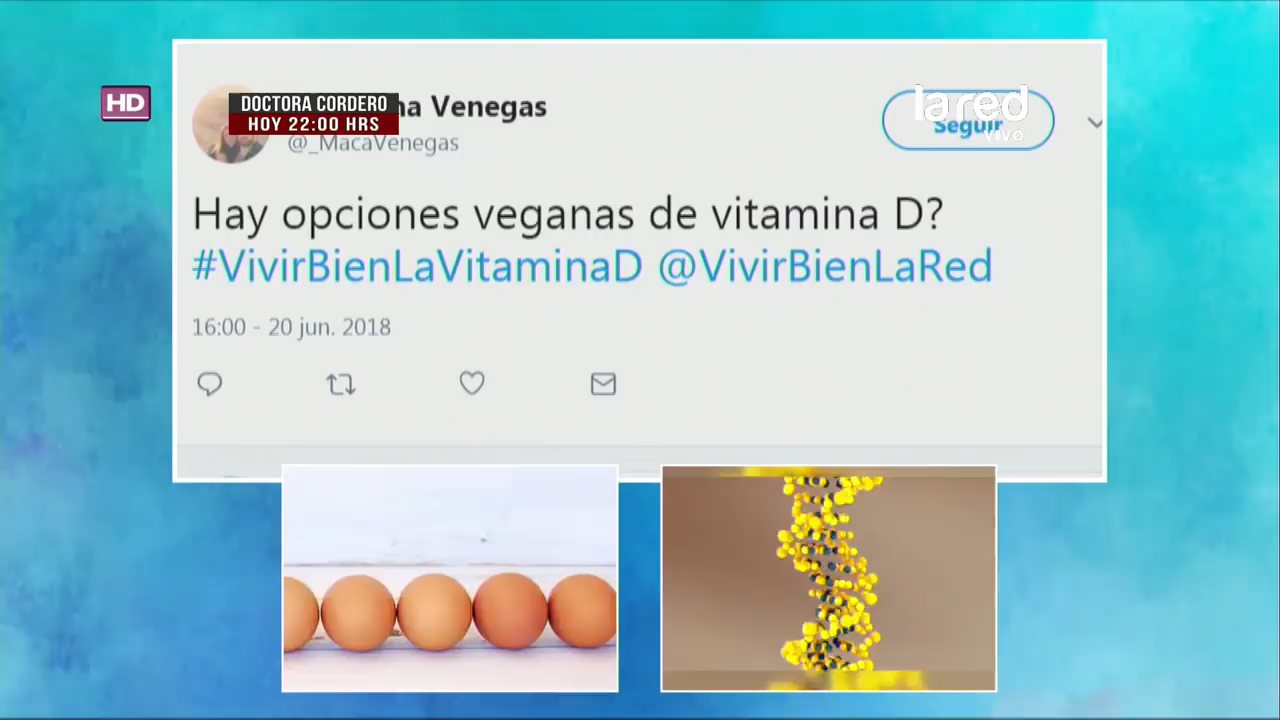 HD
DOCTORA CORDERO
HOY 22:00 HRS
na Venegas
@_MacaVenegas
la red
vivo
Seguir
Hay opciones veganas de vitamina D?
#VivirBienLaVitaminaD @VivirBienLaRed
16:00 - 20 jun. 2018